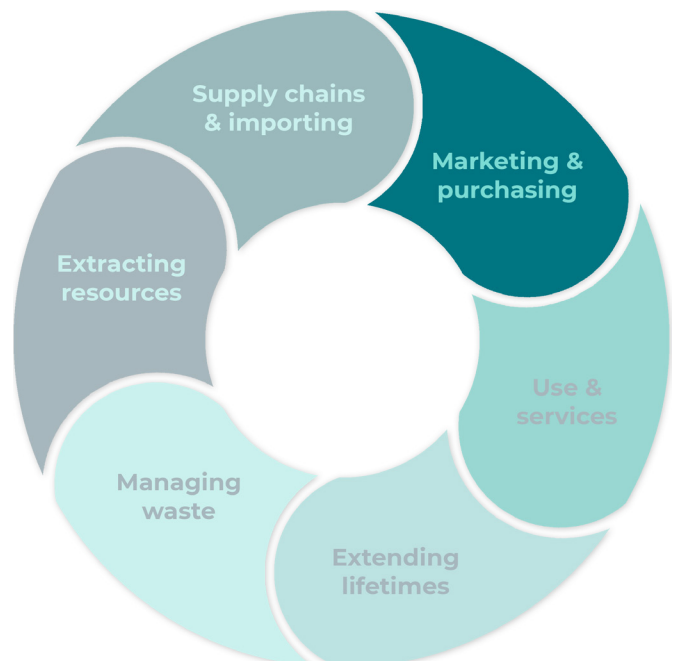 Supply chains
& importing
Marketing &
purchasing
Extracting
resources
Use &
services
Managing
waste
Extending
lifetimes